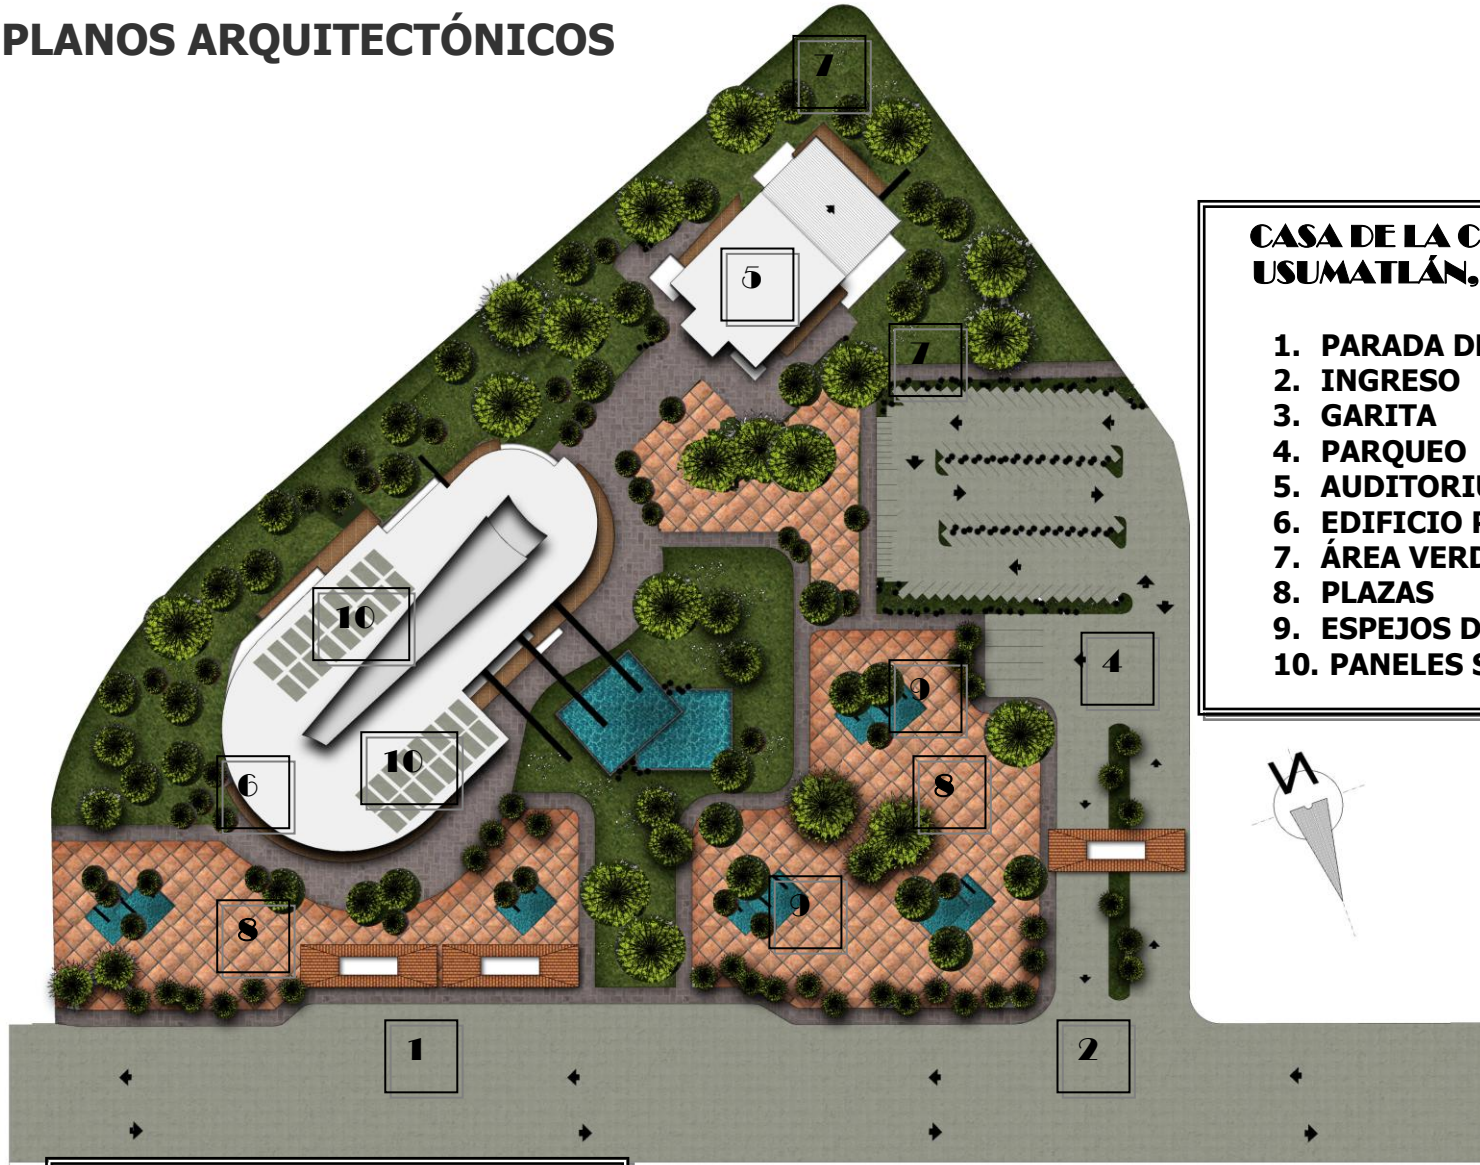 PLANOS ARQUITECTÓNICOS
7
5
7
10
10
6
9
4
8
9
8
1
2
CASA DE LA
USUMATLÁN,
1. PARADA
2. INGRESO
3. GARITA
4. PARQUEO
5.
6. EDIFICIO
7. ÁREA
8. PLAZAS
9. ESPEJOS
10. PANELES
N